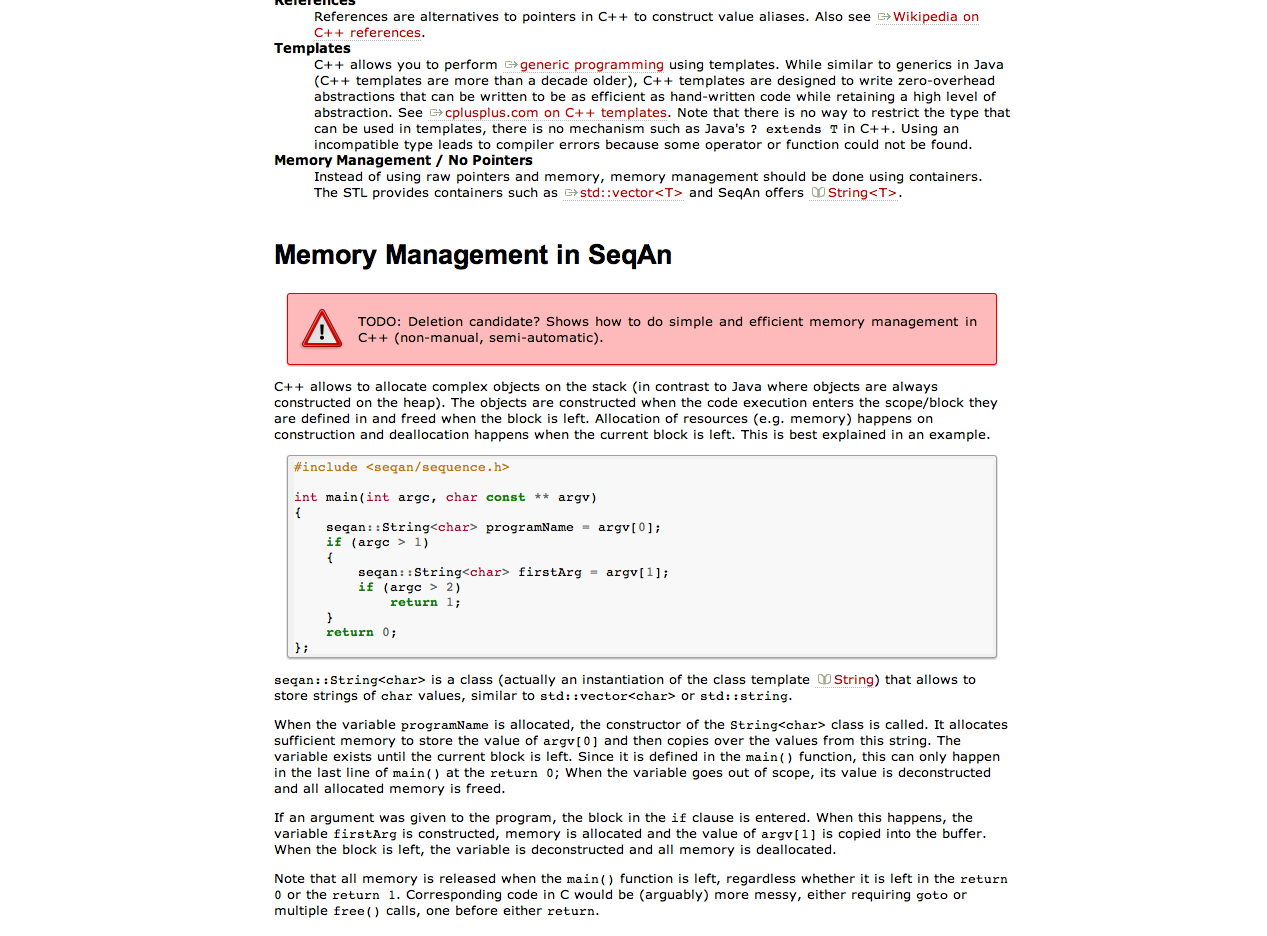 References
References are alternatives to pointers in C++ to construct value aliases. Also see Wikipedia on
C++ references.
Templates
C++ allows you to perform generic programming using templates. While similar to generics in Java
(C++ templates are more than a decade older), C++ templates are designed to write zero-overhead
abstractions that can be written to be as efficient as hand-written code while retaining a high level of
abstraction. See cplusplus.com on C++ templates. Note that there is no way to restrict the type that
can be used in templates, there is no mechanism such as Java's ? extends T in C++. Using an
incompatible type leads to compiler errors because some operator or function could not be found.
Memory Management / No Pointers
Instead of using raw pointers and memory, memory management should be done using containers.
The STL provides containers such as std::vector<T> and SeqAn offers String<T>.
Memory Management in SeqAn
TODO: Deletion candidate? Shows how to do simple and efficient memory management in
C++ (non-manual, semi-automatic).
C++ allows to allocate complex objects on the stack (in contrast to Java where objects are always
constructed on the heap). The objects are constructed when the code execution enters the scope/block they
are defined in and freed when the block is left. Allocation of resources (e.g. memory) happens on
construction and deallocation happens when the current block is left. This is best explained in an example.
#include <seqan/sequence.h>
int main(int argc, char const ** argv)
{
    seqan::String<char> programName = argv[0];
    if (argc > 1)
    {
        seqan::String<char> firstArg = argv[1];
        if (argc > 2)
            return 1;
    }
    return 0;
};
seqan::String<char> is a class (actually an instantiation of the class template String) that allows to
store strings of char values, similar to std::vector<char> or std::string.
When the variable programName is allocated, the constructor of the String<char> class is called. It allocates
sufficient memory to store the value of argv[0] and then copies over the values from this string. The
variable exists until the current block is left. Since it is defined in the main() function, this can only happen
in the last line of main() at the return 0; When the variable goes out of scope, its value is deconstructed
and all allocated memory is freed.
If an argument was given to the program, the block in the if clause is entered. When this happens, the
variable firstArg is constructed, memory is allocated and the value of argv[1] is copied into the buffer.
When the block is left, the variable is deconstructed and all memory is deallocated.
Note that all memory is released when the main() function is left, regardless whether it is left in the return
0 or the return 1. Corresponding code in C would be (arguably) more messy, either requiring goto or
multiple free() calls, one before either return.